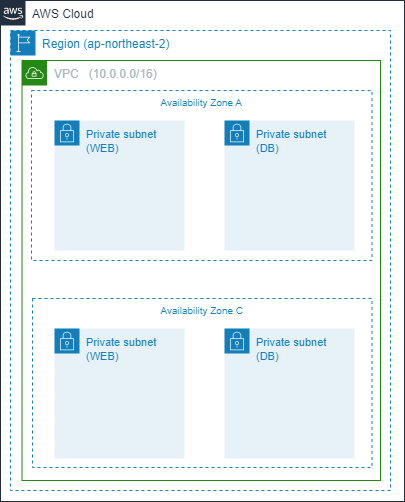 aws
AWS Cloud
Region (ap-northeast-2)
VPC (10.0.0.0/16)
Availability Zone A
Private subnet
(WEB)
Private subnet
(DB)
Availability Zone C
Private subnet
(WEB)
Private subnet
(DB)